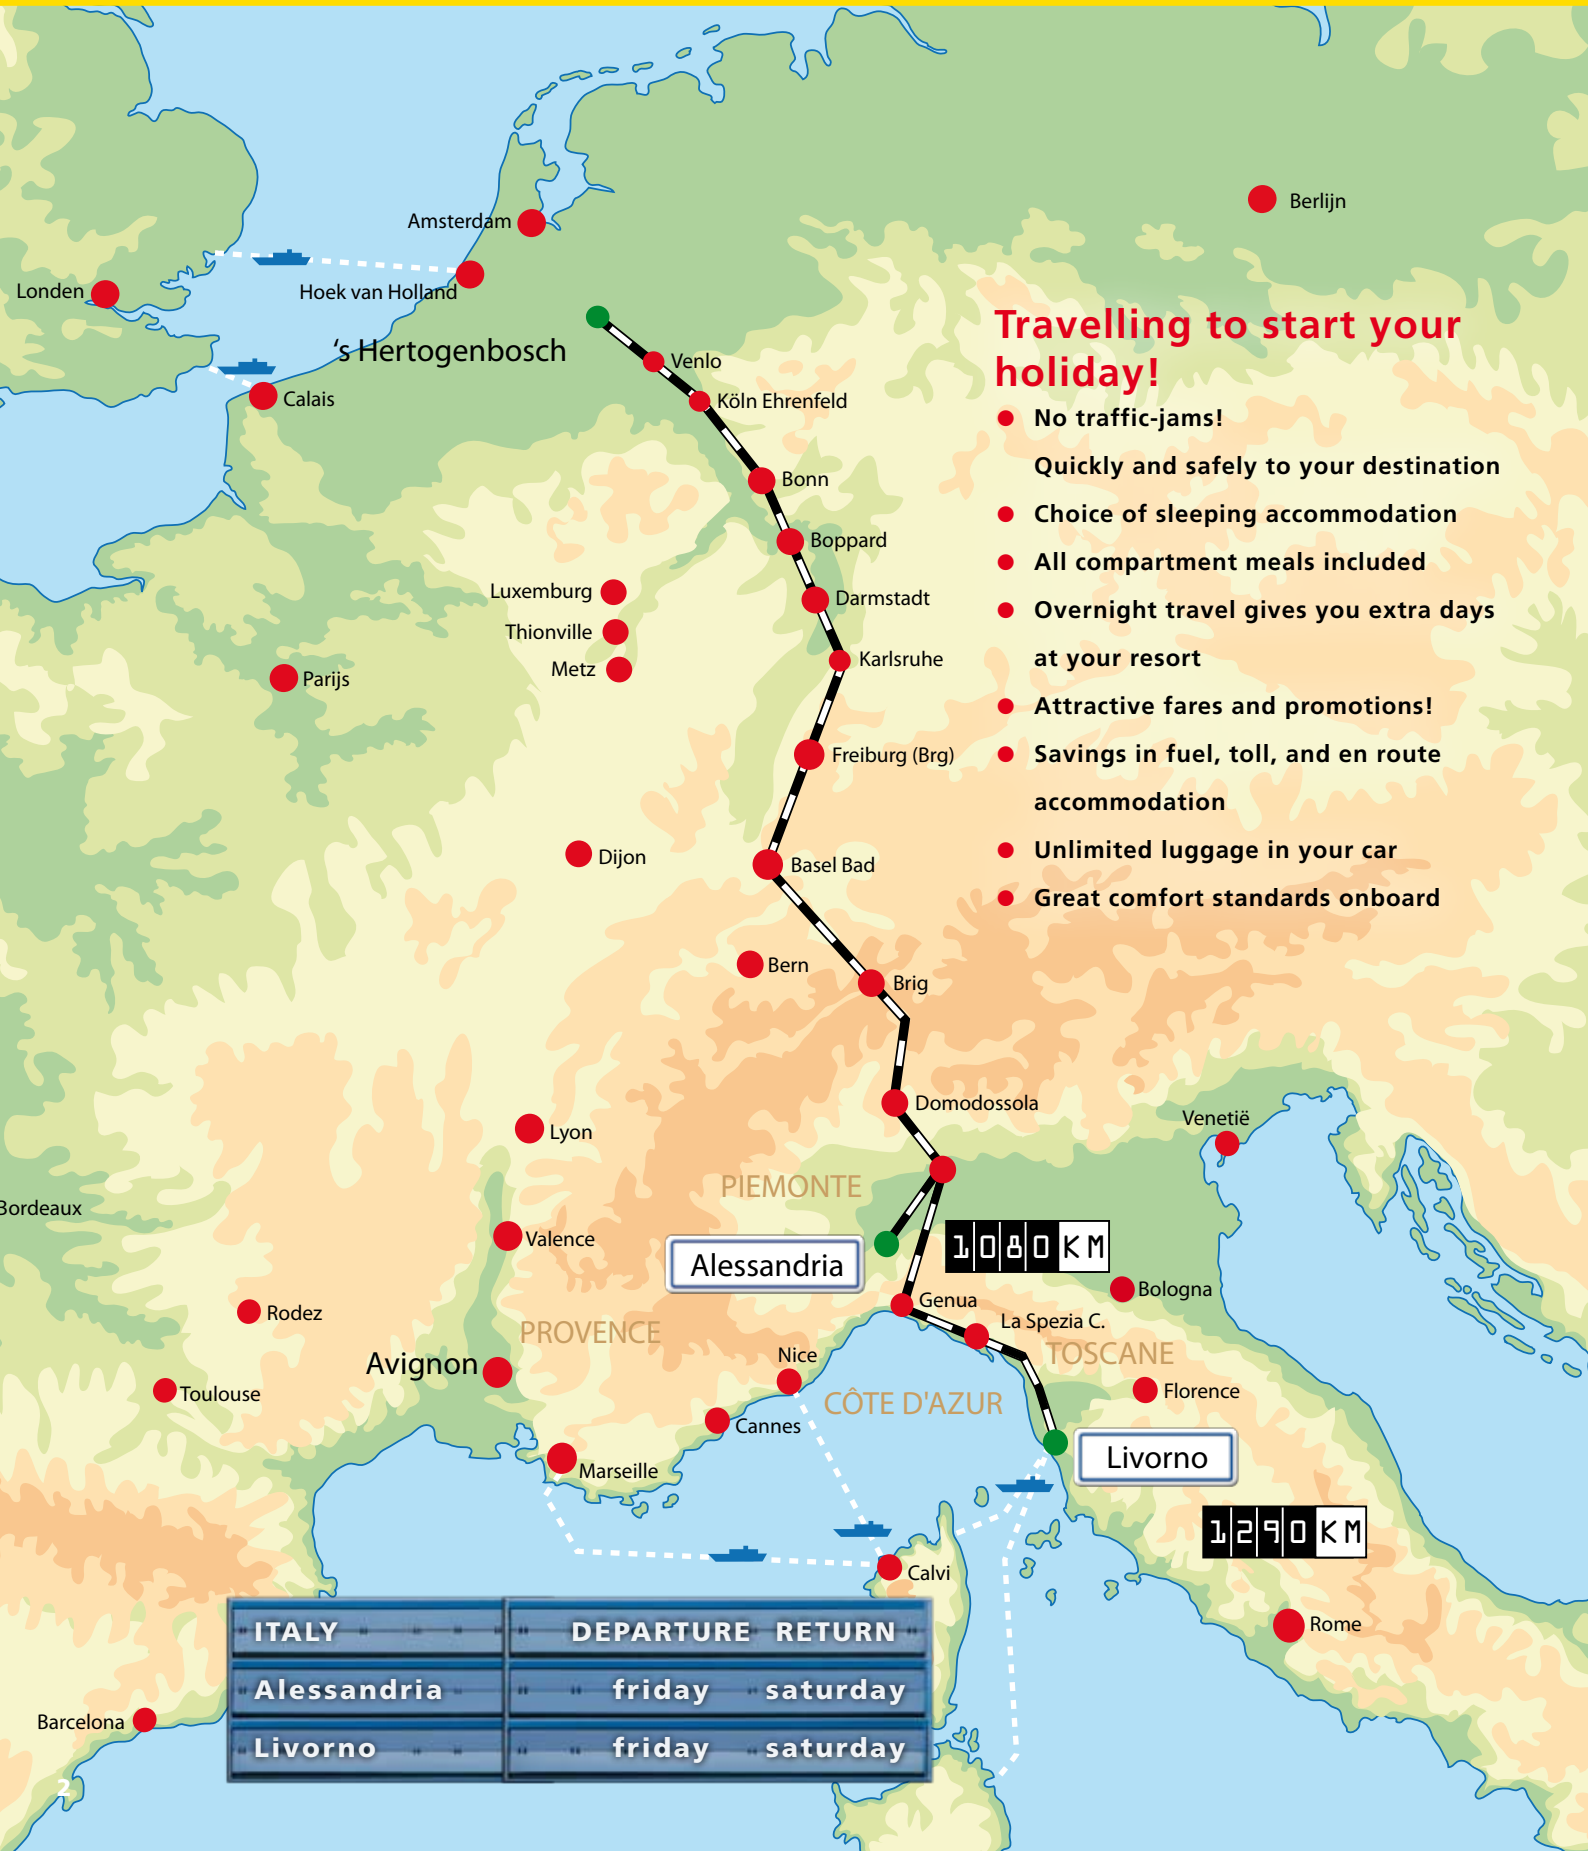 Berlijn
Amsterdam
Londen
Hoek van Holland
's Hertogenbosch
Venlo
Calais
Köln Ehrenfeld
Bonn
Boppard
Luxemburg
Darmstadt
Thionville
Metz
Karlsruhe
Parijs
Freiburg (Brg)
Dijon
Basel Bad
Bern
Brig
Travelling to start your
holiday!
No traffic-jams!
Quickly and safely to your destination
Choice of sleeping accommodation
All compartment meals included
Overnight travel gives you extra days
at your resort
Attractive fares and promotions!
Savings in fuel, toll, and en route
accommodation
Unlimited luggage in your car
Great comfort standards onboard
Domodossola
Venetië
Lyon
PIEMONTE
Bordeaux
Valence
Alessandria
1080 KM
Bologna
Genua
Rodez
La Spezia C.
PROVENCE
TOSCANE
Nice
Avignon
Toulouse
CÔTE D'AZUR
Florence
Cannes
Livorno
Marseille
1290 KM
Calvi
Rome
ITALY DEPARTURE RETURN
Alessandria friday saturday
Livorno friday saturday
Barcelona
2